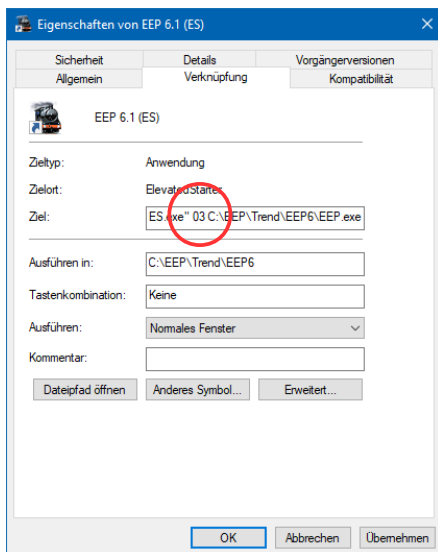 Eigenschaften von EEP 6.1 (ES)
Sicherheit Details Vorgängerversionen
Allgemein Verknüpfung Kompatibilität
EEP 6.1 (ES)
Zieltyp: Anwendung
Zielort: ElevatedStarter
Ziel: ES.exe" 03 C:\EEP\Trend\EEP6\EEP.exe
Ausführen in: C:\EEP\Trend\EEP6
Tastenkombination: Keine
Ausführen: Normales Fenster
Kommentar:
Dateipfad öffnen Anderes Symbol... Erweitert...
OK Abbrechen Übernehmen